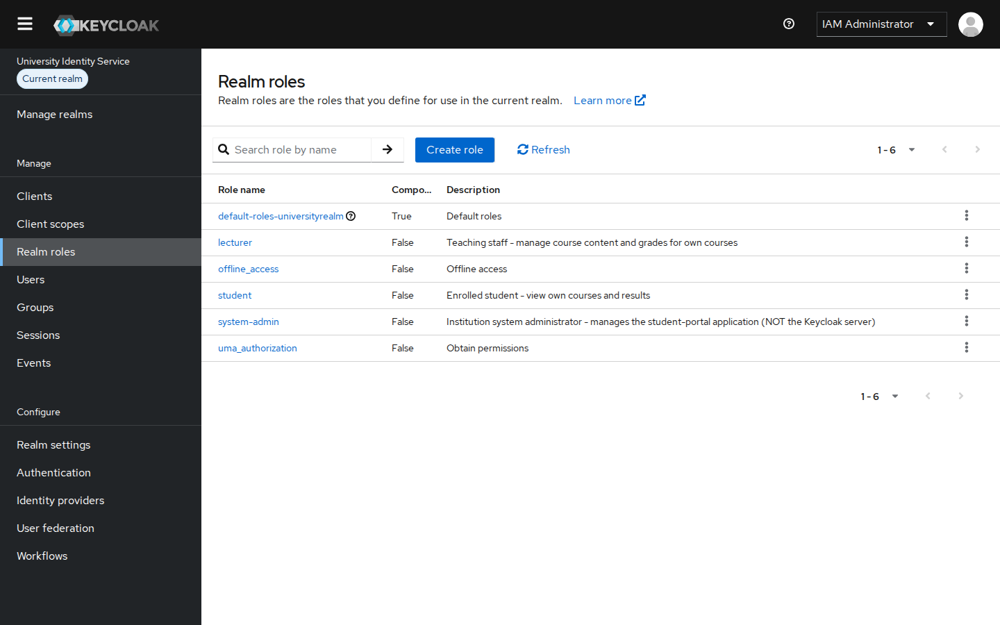 KEYCLOAK
IAM Administrator
University Identity Service
Current realm
Manage realms
Manage
Clients
Client scopes
Realm roles
Users
Groups
Sessions
Events
Configure
Realm settings
Authentication
Identity providers
User federation
Workflows
Realm roles
Realm roles are the roles that you define for use in the current realm. Learn more
Search role by name
Create role
Refresh
1 - 6
Role name Compo... Description
default-roles-universityrealm True Default roles
lecturer False Teaching staff - manage course content and grades for own courses
offline_access False Offline access
student False Enrolled student - view own courses and results
system-admin False Institution system administrator - manages the student-portal application (NOT the Keycloak server)
uma_authorization False Obtain permissions
1 - 6